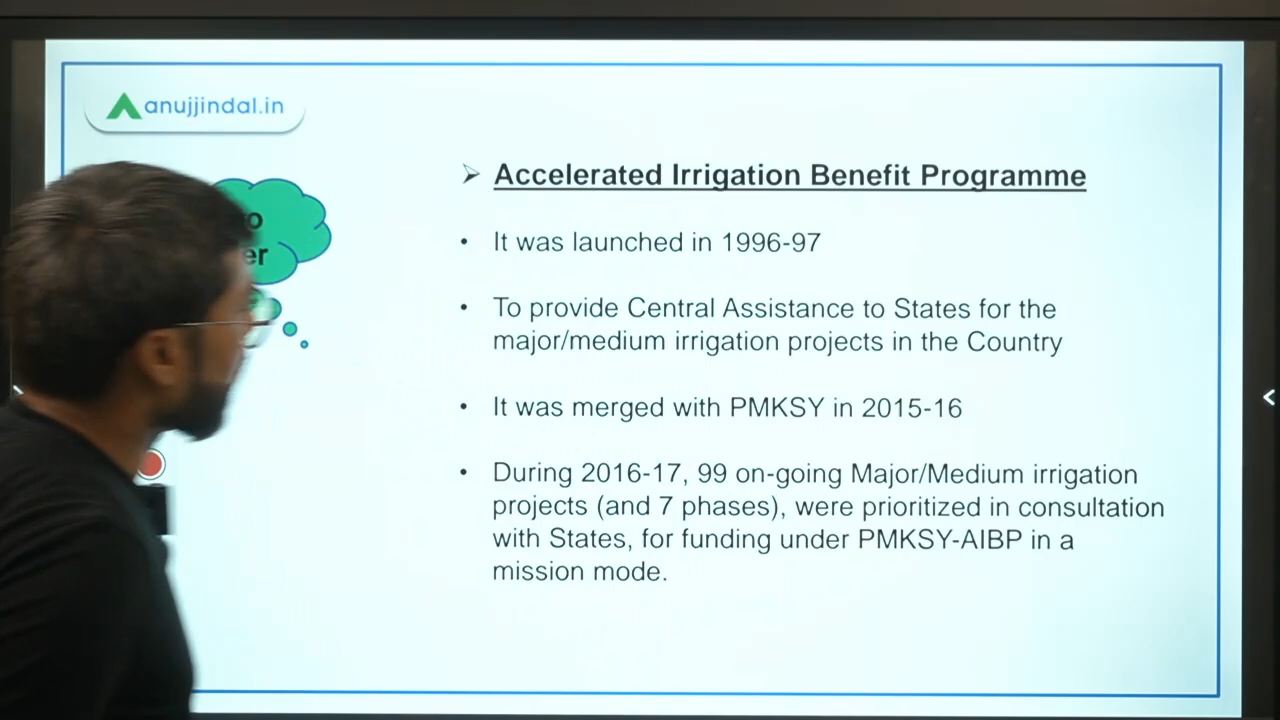 anujjindal.in
➢ Accelerated Irrigation Benefit Programme
• It was launched in 1996-97
• To provide Central Assistance to States for the
major/medium irrigation projects in the Country
• It was merged with PMKSY in 2015-16
• During 2016-17, 99 on-going Major/Medium irrigation
projects (and 7 phases), were prioritized in consultation
with States, for funding under PMKSY-AIBP in a
mission mode.